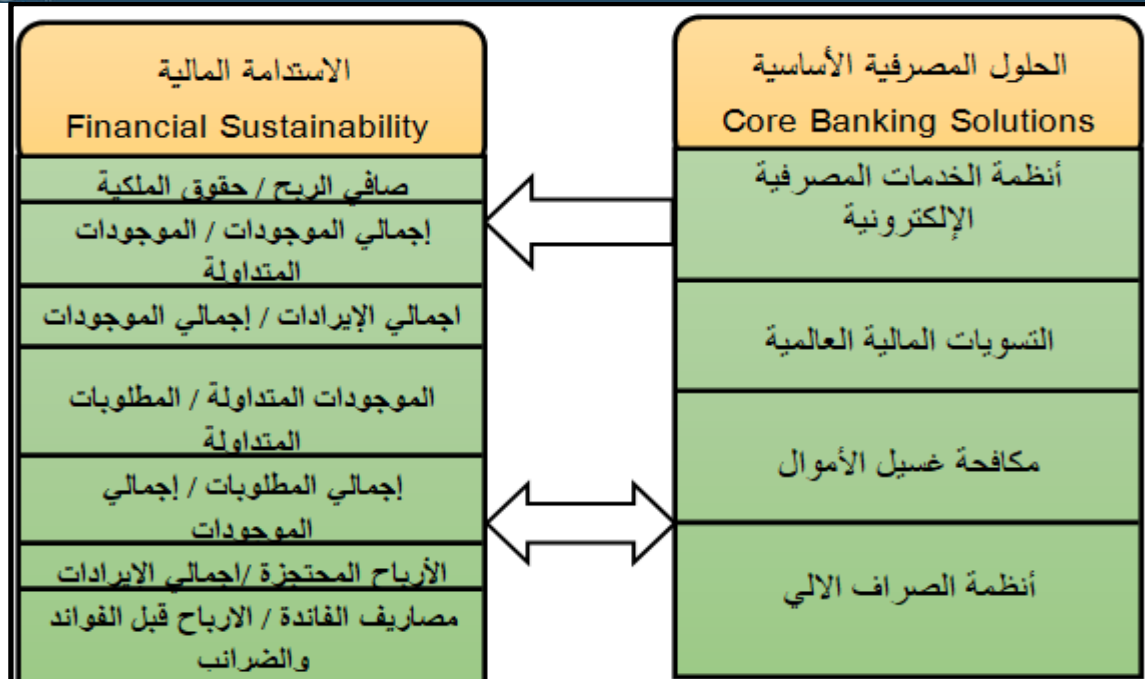 الحلول المصرفية الأساسية
Core Banking Solutions
أنظمة الخدمات المصرفية
الإلكترونية
التسويات المالية العالمية
مكافحة غسيل الأموال
أنظمة الصراف الالي
الاستدامة المالية
Financial Sustainability
صافي الربح / حقوق الملكية
إجمالي الموجودات / الموجودات
المتداولة
اجمالي الإيرادات / إجمالي الموجودات
الموجودات المتداولة / المطلوبات
المتداولة
إجمالي المطلوبات / إجمالي
الموجودات
الأرباح المحتجزة /اجمالي الايرادات
مصاريف الفائدة / الارباح قبل الفوائد
والضرائب